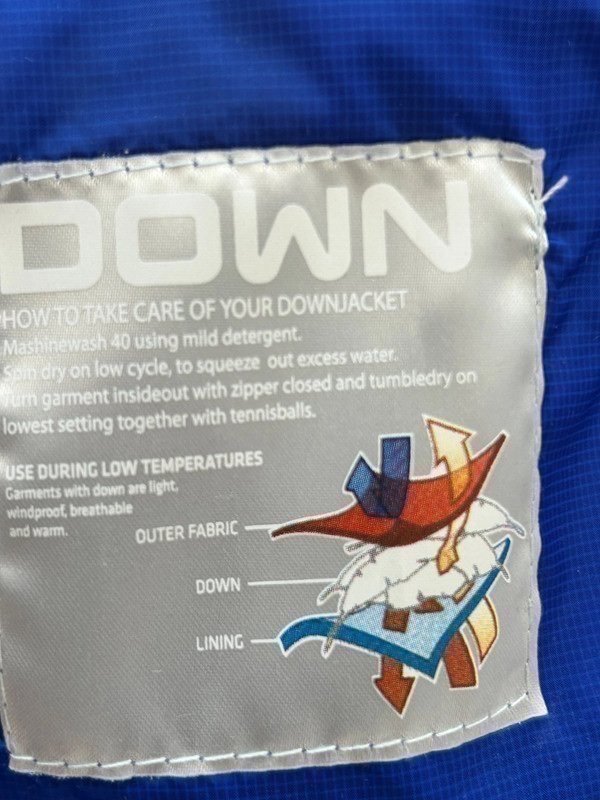 DOWN
HOW TO TAKE CARE OF YOUR DOWNJACKET
Mashinewash 40 using mild detergent.
Spin dry on low cycle, to squeeze out excess water.
Turn garment insideout with zipper closed and tumbledry on
lowest setting together with tennisballs.
USE DURING LOW TEMPERATURES
Garments with down are light,
windproof, breathable
and warm.
OUTER FABRIC
DOWN
LINING